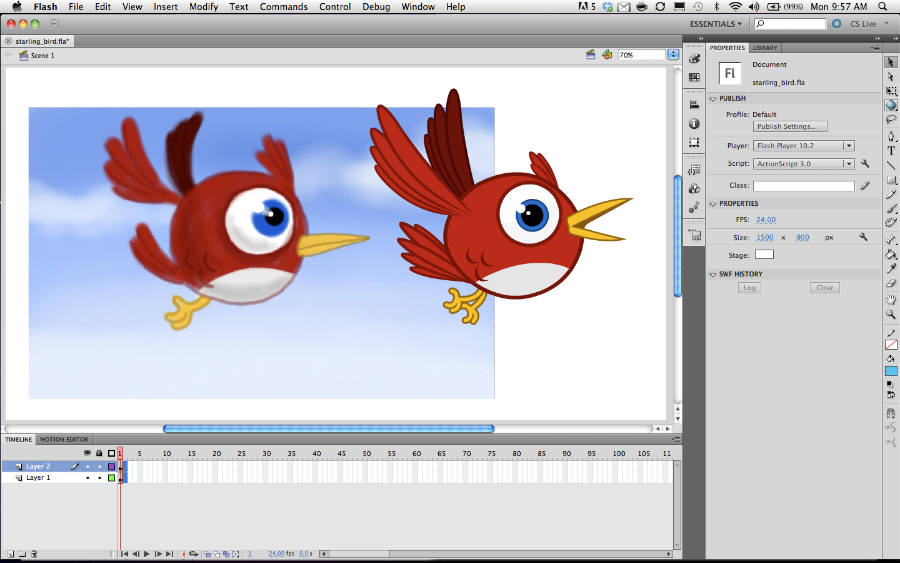 Flash File Edit View Insert Modify Text Commands Control Debug Window Help
5 (99%) Mon 9:57 AM
Fl ESSENTIALS CS Live
starling_bird.fla*
Scene 1 70%
PROPERTIES LIBRARY
Fl
Document
starling_bird.fla
PUBLISH
Profile: Default
Publish Settings...
Player: Flash Player 10.2
Script: ActionScript 3.0
Class:
PROPERTIES
FPS: 24.00
Size: 1500 x 800 px
Stage:
SWF HISTORY
Log Clear
T
TIMELINE MOTION EDITOR
1 5 10 15 20 25 30 35 40 45 50 55 60 65 70 75 80 85 90 95 100 105 11
Layer 2
Layer 1
1 24.00 fps 0.0 s